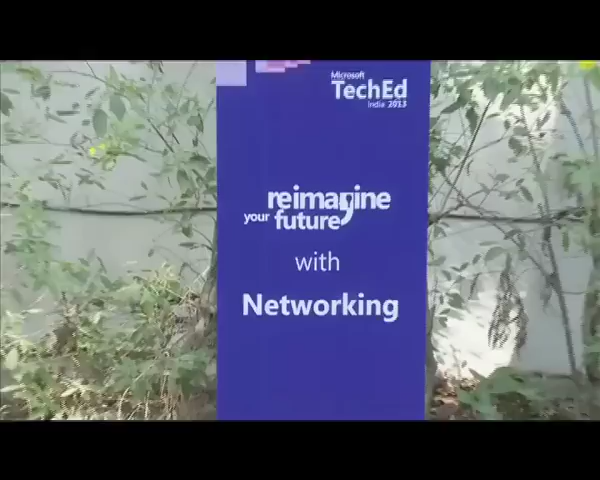 Microsoft
TechEd
India 2013
reimagine
your future
with
Networking